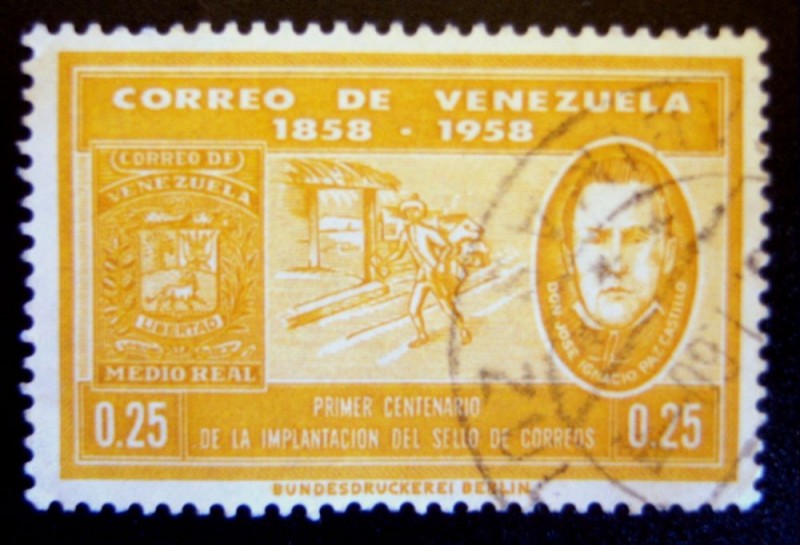 CORREO DE VENEZUELA
1858 - 1958
CORREO DE
VENEZUELA
LIBERTAD
MEDIO REAL
DON JOSE IGNACIO PAZ CASTILLO
0.25
PRIMER CENTENARIO
DE LA IMPLANTACION DEL SELLO DE CORREOS
0.25
BUNDESDRUCKEREI BERLIN